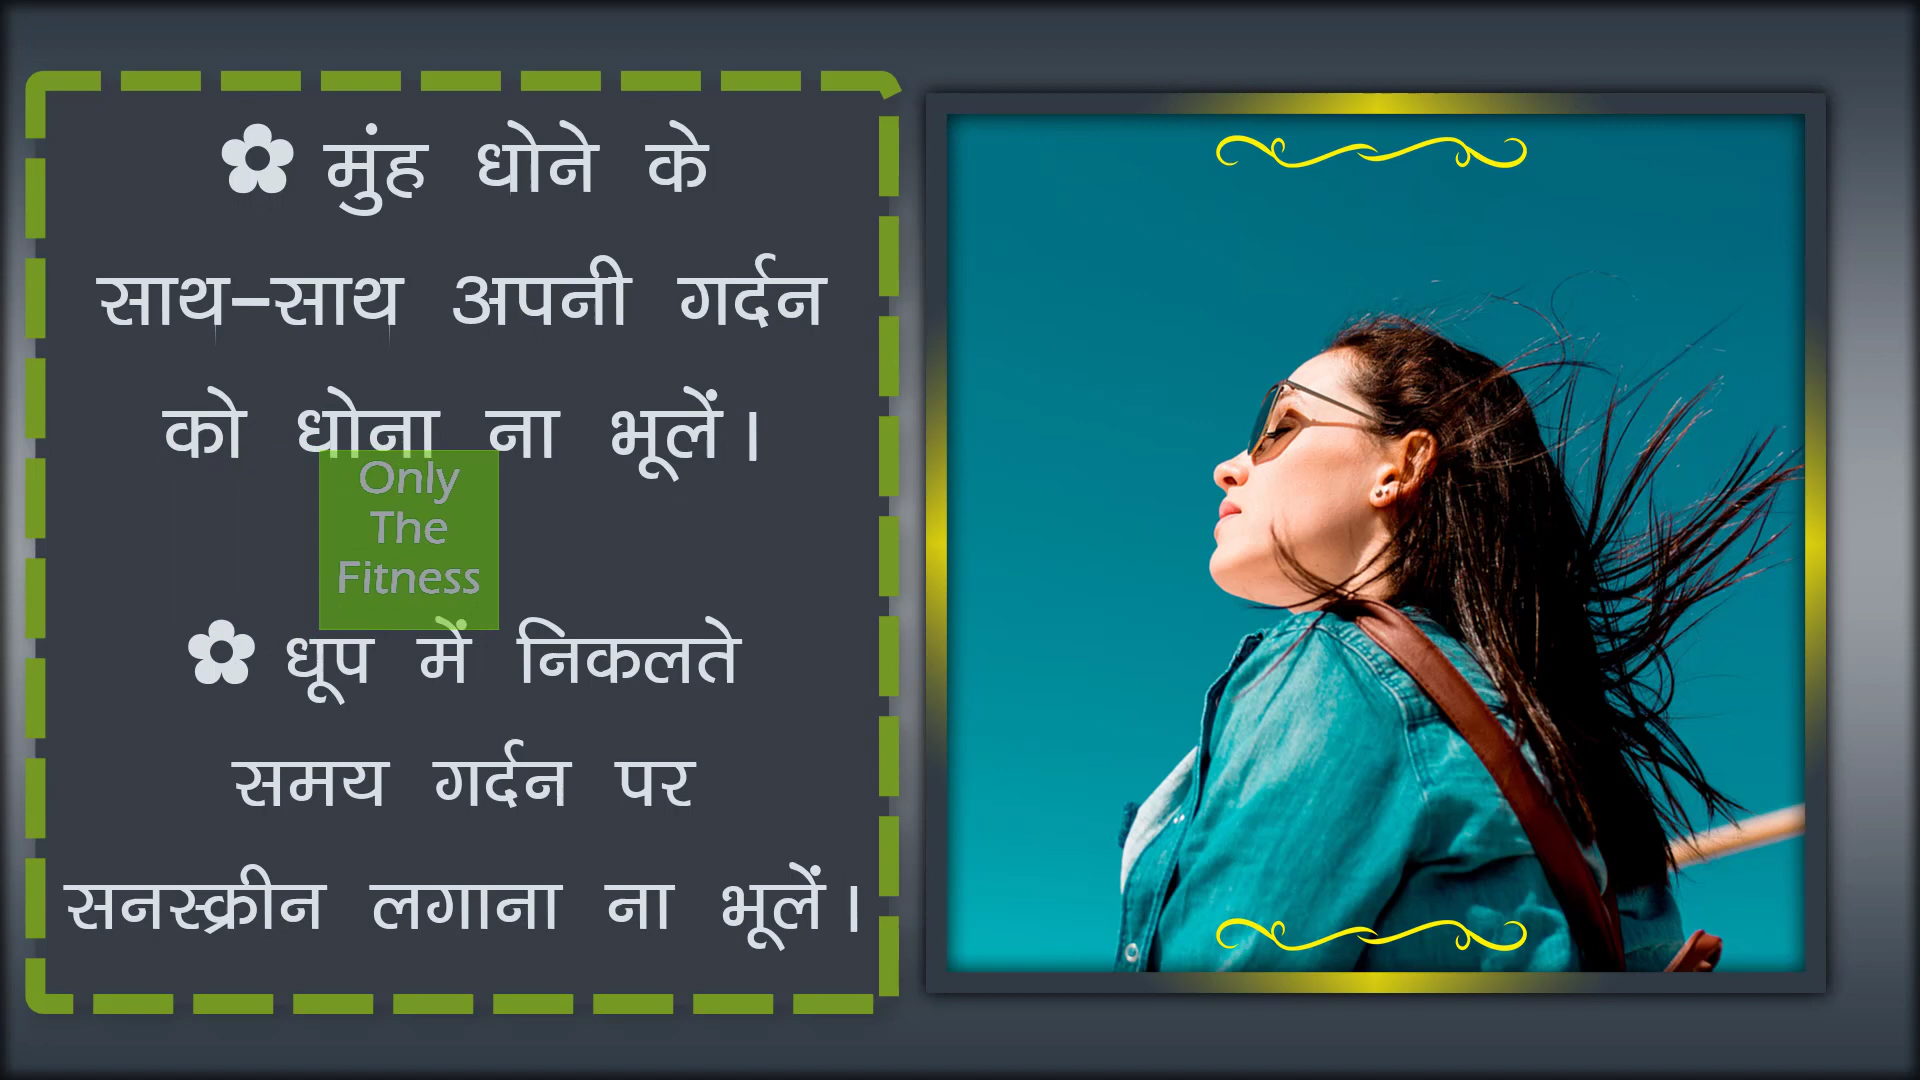 ✿ मुंह धोने के
साथ-साथ अपनी गर्दन
को धोना ना भूलें।
Only
The
Fitness
✿ धूप में निकलते
समय गर्दन पर
सनस्क्रीन लगाना ना भूलें।